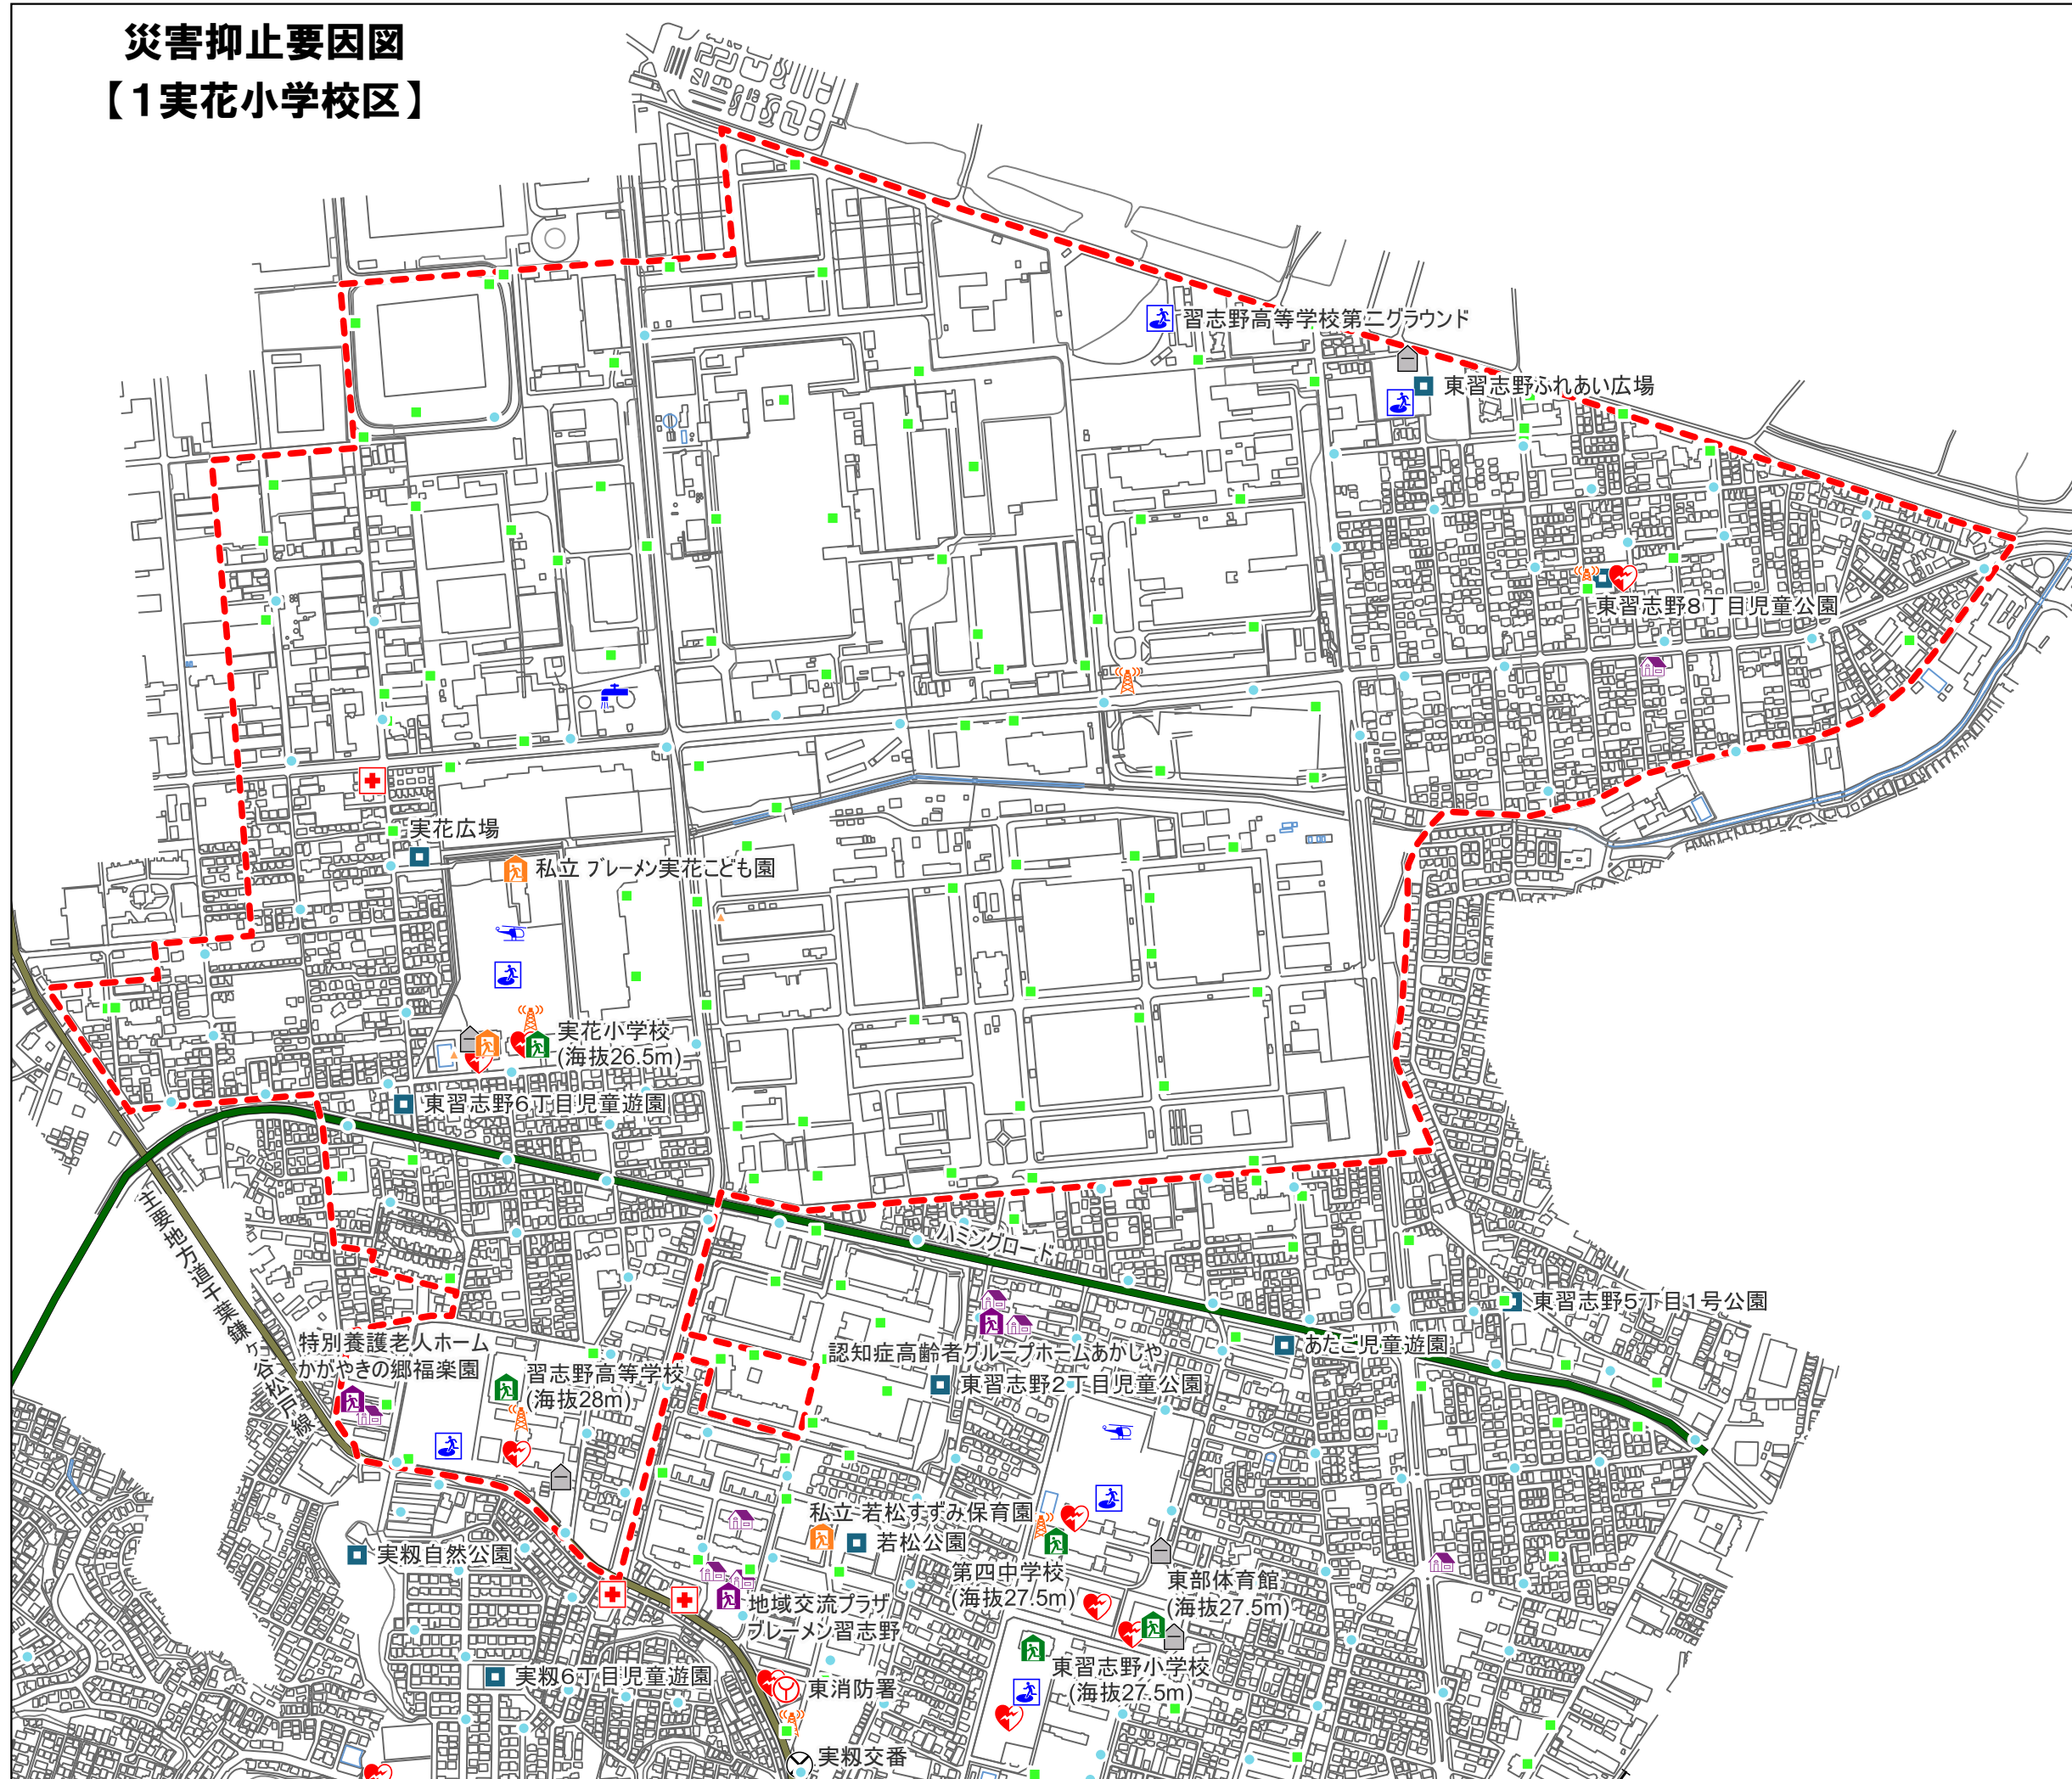 災害抑止要因図
【1実花小学校区】
習志野高等学校第二グラウンド
東習志野ふれあい広場
東習志野8丁目児童公園
実花広場
私立 ブレーメン実花こども園
実花小学校
(海抜26.5m)
東習志野6丁目児童遊園
主要地方道千葉鎌ケ谷松戸線
ハミングロード
東習志野5丁目1号公園
あたご児童遊園
特別養護老人ホーム
かがやきの郷福楽園
習志野高等学校
(海抜28m)
認知症高齢者グループホームあかしや
東習志野2丁目児童公園
私立 若松すずみ保育園
若松公園
実籾自然公園
第四中学校
(海抜27.5m)
東部体育館
(海抜27.5m)
地域交流プラザ
ブレーメン習志野
東習志野小学校
(海抜27.5m)
実籾6丁目児童遊園
東消防署
実籾交番